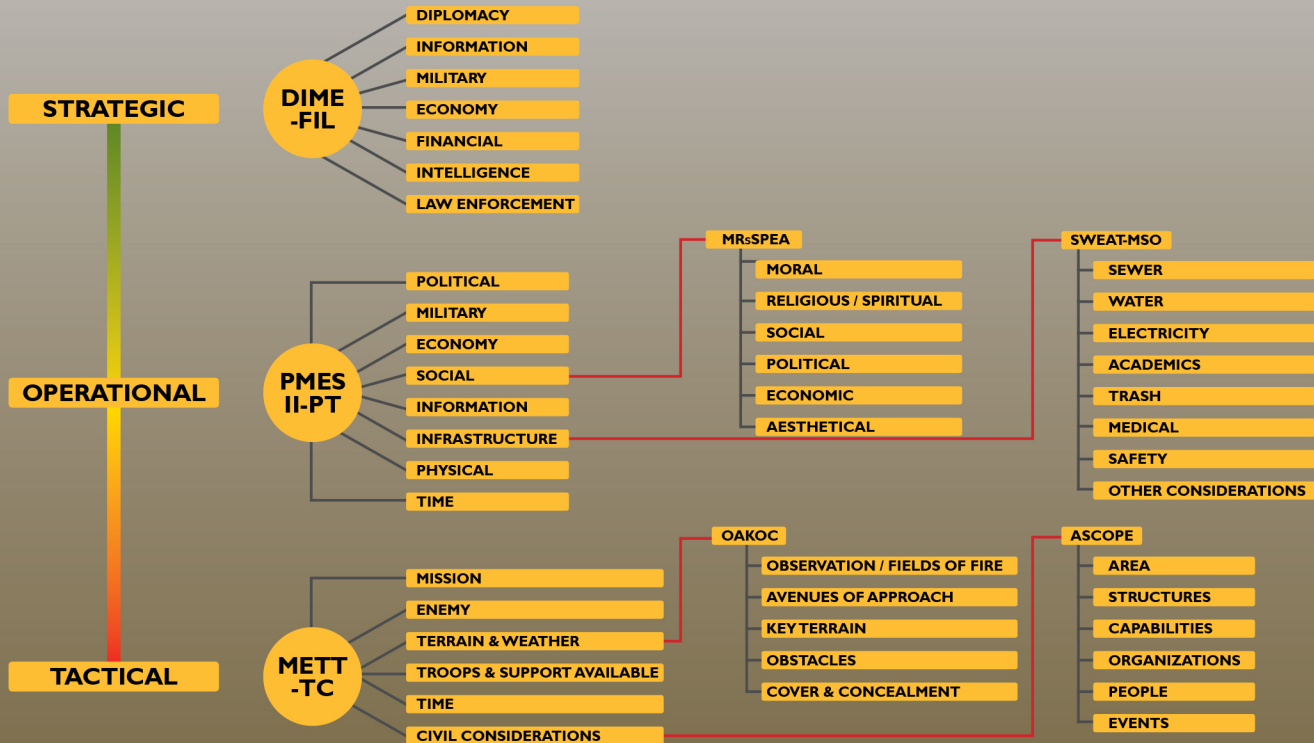 STRATEGIC
DIME
-FIL
DIPLOMACY
INFORMATION
MILITARY
ECONOMY
FINANCIAL
INTELLIGENCE
LAW ENFORCEMENT
OPERATIONAL
PMES
II-PT
POLITICAL
MILITARY
ECONOMY
SOCIAL
INFORMATION
INFRASTRUCTURE
PHYSICAL
TIME
MRsSPEA
MORAL
RELIGIOUS / SPIRITUAL
SOCIAL
POLITICAL
ECONOMIC
AESTHETICAL
SWEAT-MSO
SEWER
WATER
ELECTRICITY
ACADEMICS
TRASH
MEDICAL
SAFETY
OTHER CONSIDERATIONS
TACTICAL
METT
-TC
MISSION
ENEMY
TERRAIN & WEATHER
TROOPS & SUPPORT AVAILABLE
TIME
CIVIL CONSIDERATIONS
OAKOC
OBSERVATION / FIELDS OF FIRE
AVENUES OF APPROACH
KEY TERRAIN
OBSTACLES
COVER & CONCEALMENT
ASCOPE
AREA
STRUCTURES
CAPABILITIES
ORGANIZATIONS
PEOPLE
EVENTS